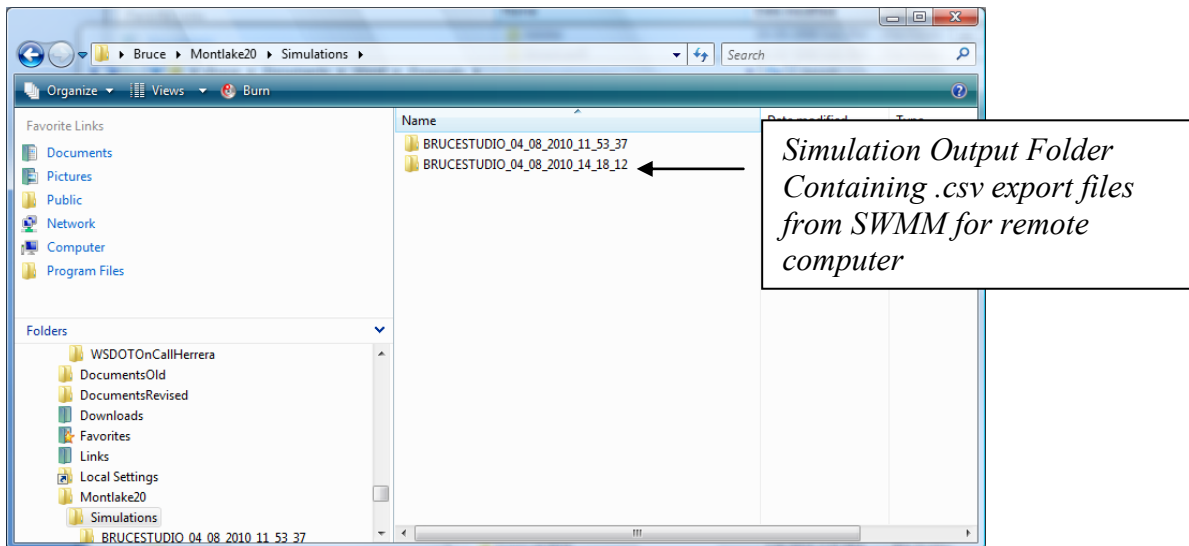 Bruce ▸ Montlake20 ▸ Simulations ▸
Search
Organize
Views
Burn
Favorite Links
Documents
Pictures
Public
Network
Computer
Program Files
Folders
WSDOTOnCallHerrera
DocumentsOld
DocumentsRevised
Downloads
Favorites
Links
Local Settings
Montlake20
Simulations
BRUCESTUDIO_04_08_2010_11_53_37
Name
BRUCESTUDIO_04_08_2010_11_53_37
BRUCESTUDIO_04_08_2010_14_18_12
Simulation Output Folder
Containing .csv export files
from SWMM for remote
computer